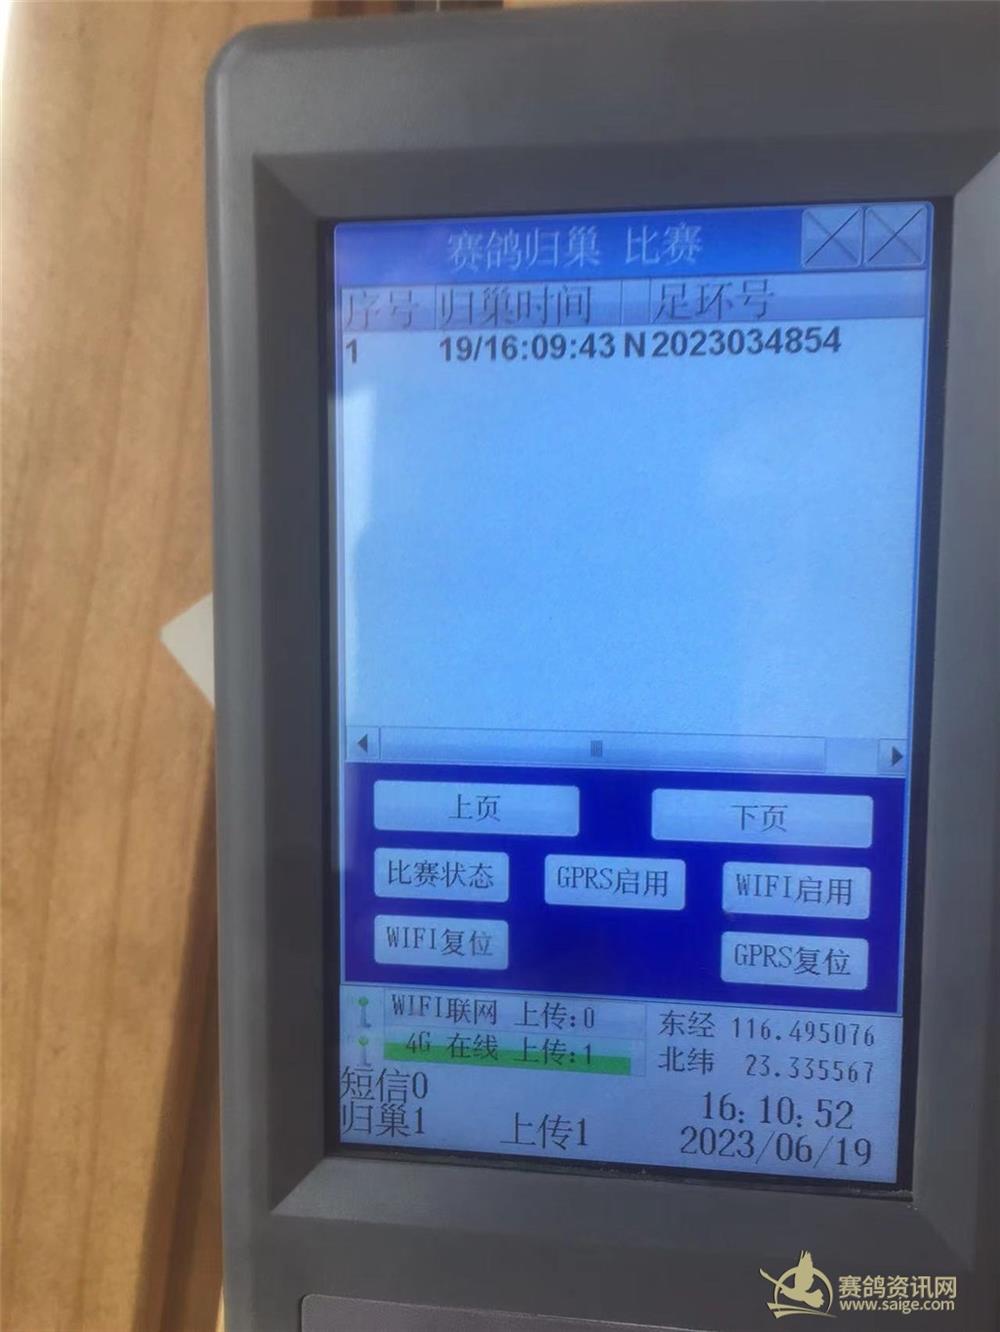 赛鸽归巢 比赛
序号 归巢时间 足环号
1 19/16:09:43 N 2023034854
上页 下页
比赛状态 GPRS启用 WIFI启用
WIFI复位 GPRS复位
WIFI联网 上传:0
4G 在线 上传:1
东经 116.495076
北纬 23.335567
短信0
归巢1 上传1
16:10:52
2023/06/19
赛鸽资讯网
www.saige.com